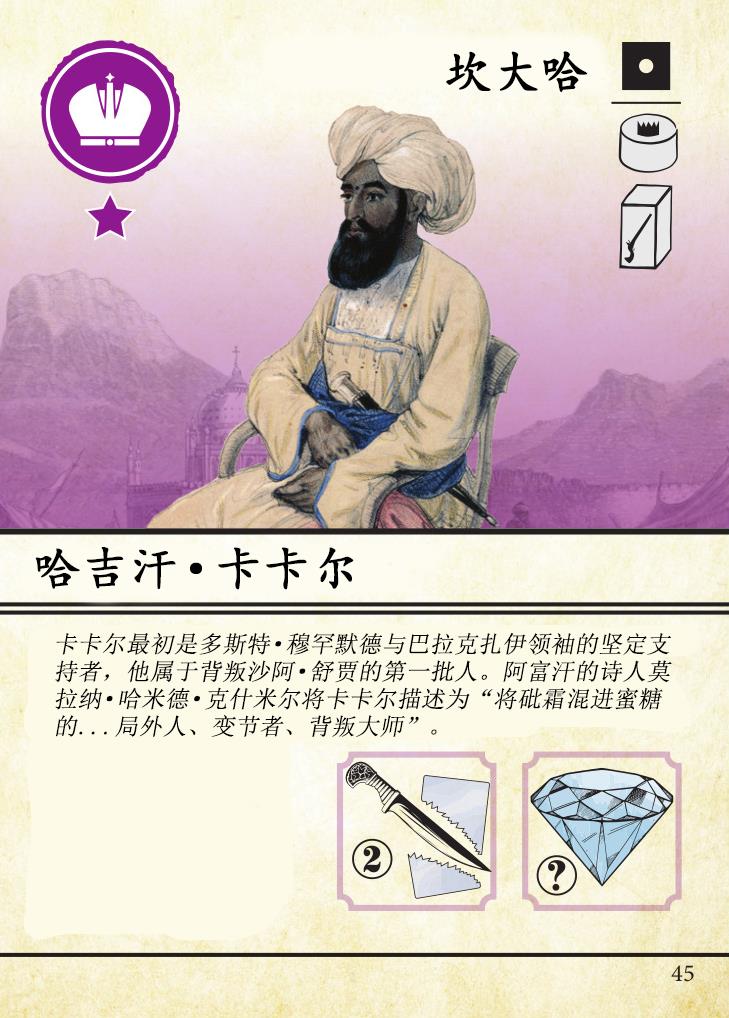 坎大哈
哈吉汗•卡卡尔
卡卡尔最初是多斯特•穆罕默德与巴拉克扎伊领袖的坚定支
持者，他属于背叛沙阿•舒贾的第一批人。阿富汗的诗人莫
拉纳•哈米德•克什米尔将卡卡尔描述为“将砒霜混进蜜糖
的...局外人、变节者、背叛大师”。
2
?
45